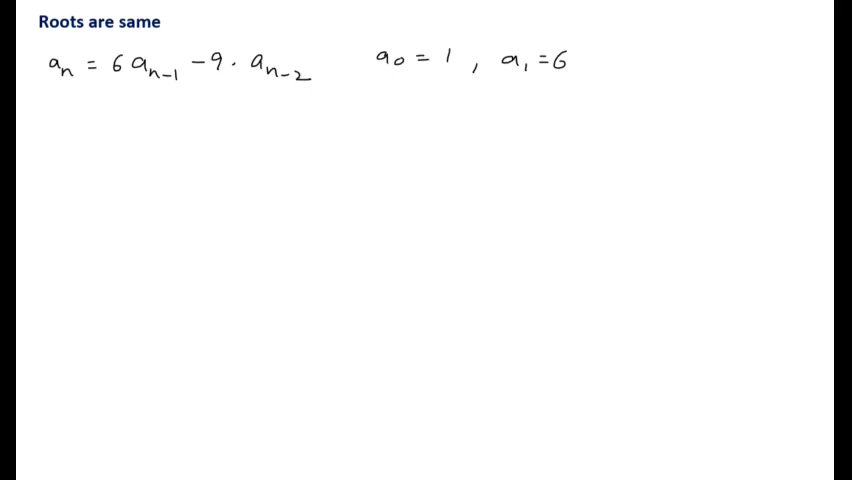 Roots are same
aₙ = 6 aₙ₋₁ − 9 · aₙ₋₂ a₀ = 1 , a₁ = 6